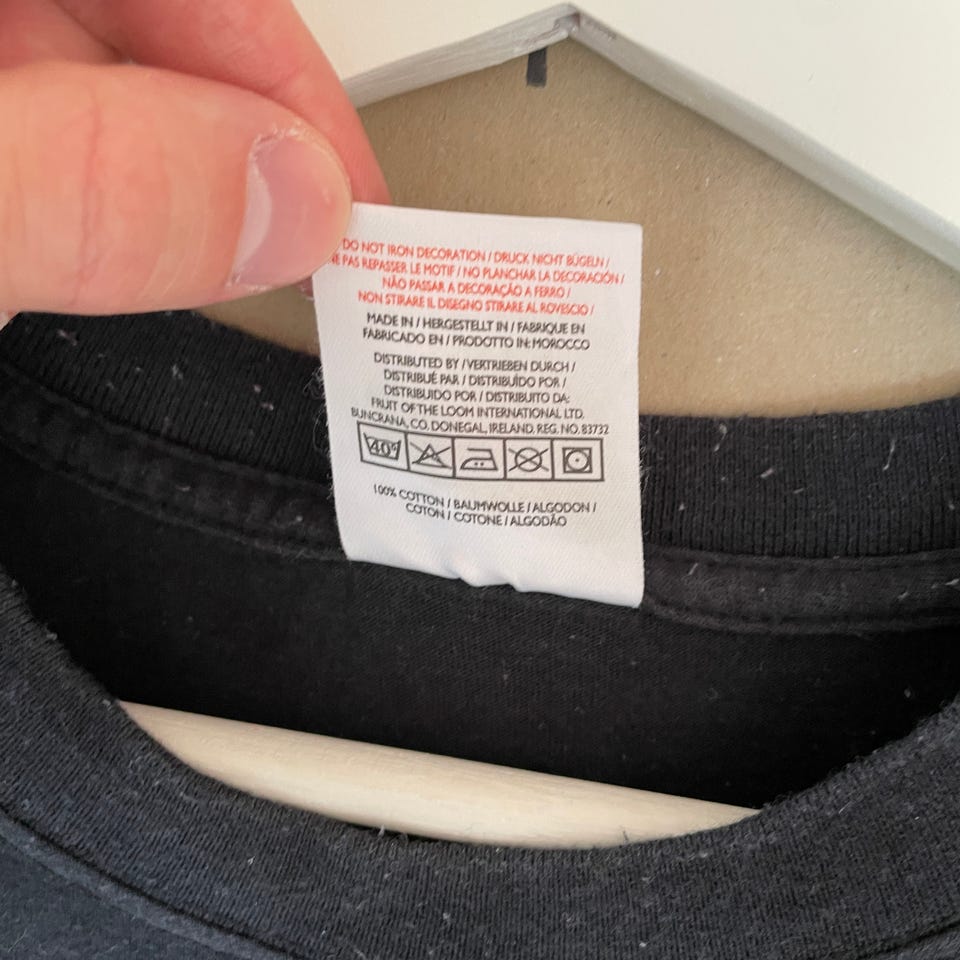 DO NOT IRON DECORATION / DRUCK NICHT BÜGELN /
NE PAS REPASSER LE MOTIF / NO PLANCHAR LA DECORACIÓN /
NÃO PASSAR A DECORAÇÃO A FERRO /
NON STIRARE IL DISEGNO STIRARE AL ROVESCIO /
MADE IN / HERGESTELLT IN / FABRIQUE EN
FABRICADO EN / PRODOTTO IN: MOROCCO
DISTRIBUTED BY / VERTRIEBEN DURCH /
DISTRIBUÉ PAR / DISTRIBUÍDO POR /
DISTRIBUIDO POR / DISTRIBUITO DA:
FRUIT OF THE LOOM INTERNATIONAL LTD.
BUNCRANA, CO. DONEGAL, IRELAND. REG. NO. 83732
40°
100% COTTON / BAUMWOLLE / ALGODON /
COTON / COTONE / ALGODÃO